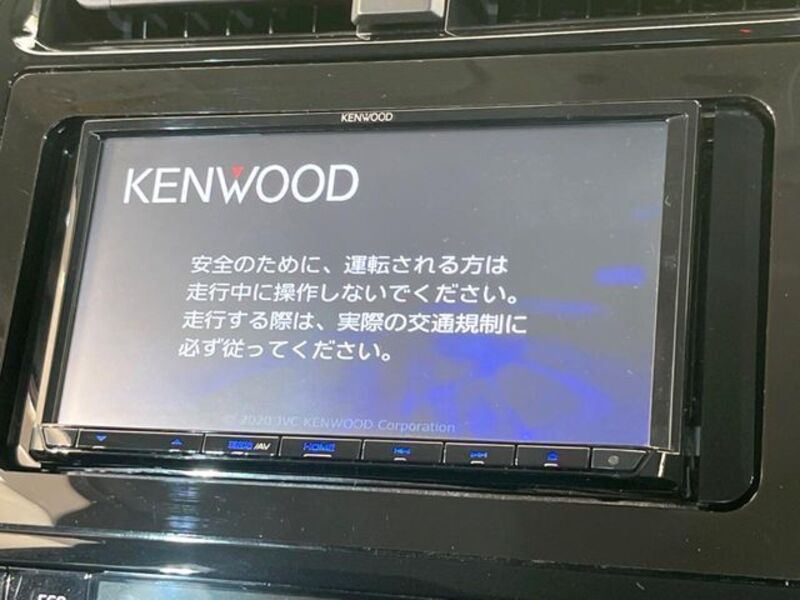 KENWOOD
KENWOOD
安全のために、運転される方は
走行中に操作しないでください。
走行する際は、実際の交通規制に
必ず従ってください。
© 2020 JVC KENWOOD Corporation
/AV
HOME